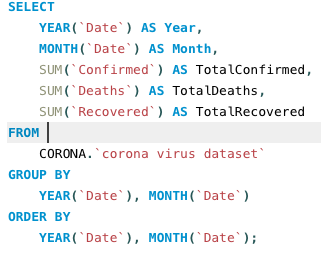 SELECT
    YEAR(`Date`) AS Year,
    MONTH(`Date`) AS Month,
    SUM(`Confirmed`) AS TotalConfirmed,
    SUM(`Deaths`) AS TotalDeaths,
    SUM(`Recovered`) AS TotalRecovered
FROM
    CORONA.`corona virus dataset`
GROUP BY
    YEAR(`Date`), MONTH(`Date`)
ORDER BY
    YEAR(`Date`), MONTH(`Date`);